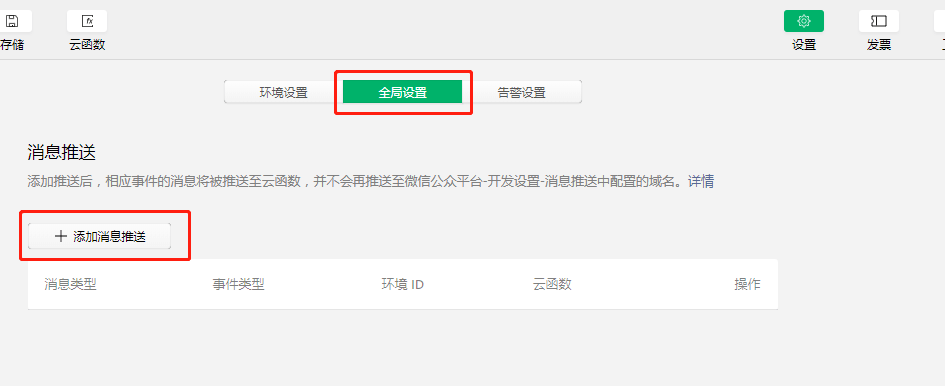 存储 云函数 设置 发票
环境设置 全局设置 告警设置
消息推送
添加推送后，相应事件的消息将被推送至云函数，并不会再推送至微信公众平台-开发设置-消息推送中配置的域名。详情
添加消息推送
消息类型 事件类型 环境 ID 云函数 操作